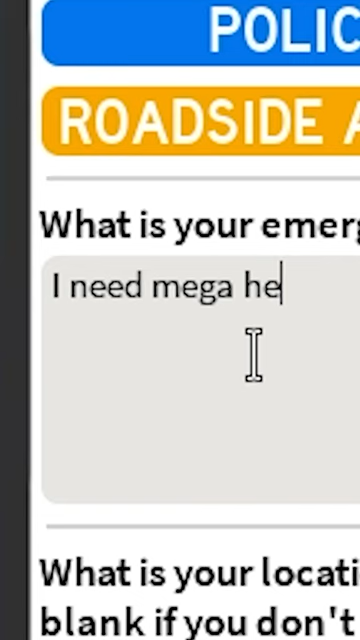 POLIC
ROADSIDE A
What is your emerg
I need mega he
What is your locati
blank if you don't